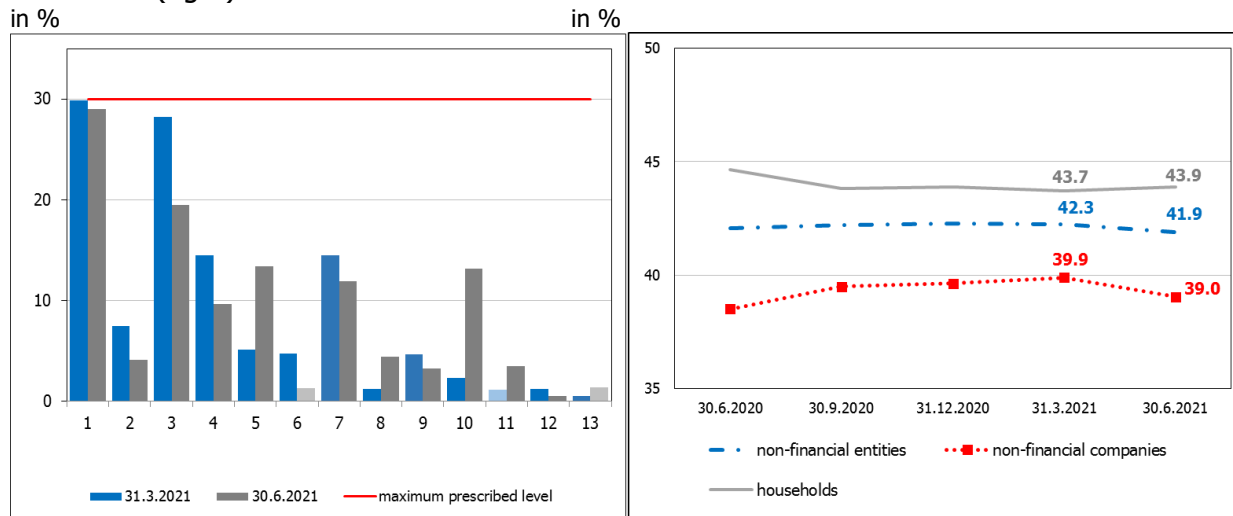 in %
in %
30
20
10
0
1 2 3 4 5 6 7 8 9 10 11 12 13
31.3.2021 30.6.2021 maximum prescribed level
50
45
40
35
43.7 43.9
42.3 41.9
39.9
39.0
30.6.2020 30.9.2020 31.12.2020 31.3.2021 30.6.2021
non-financial entities non-financial companies
households